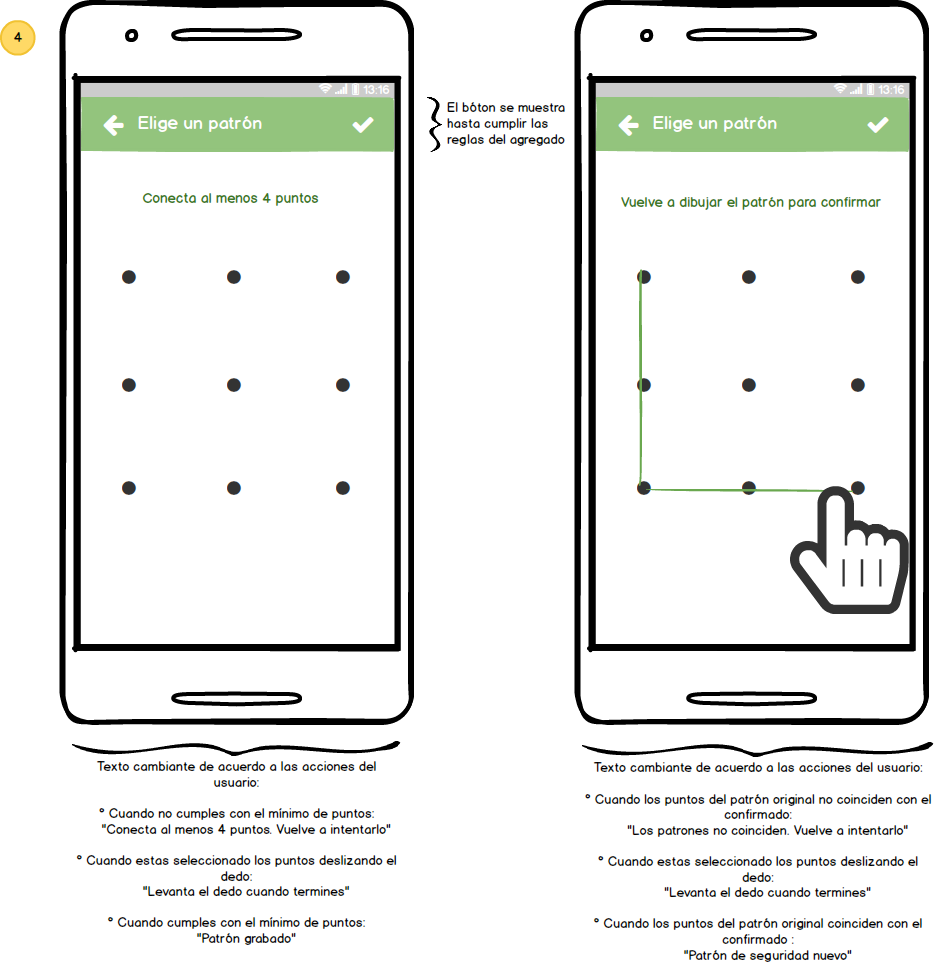 4
13:16
Elige un patrón
Conecta al menos 4 puntos
El bóton se muestra
hasta cumplir las
reglas del agregado
13:16
Elige un patrón
Vuelve a dibujar el patrón para confirmar
Texto cambiante de acuerdo a las acciones del
usuario:
° Cuando no cumples con el mínimo de puntos:
"Conecta al menos 4 puntos. Vuelve a intentarlo"
° Cuando estas seleccionado los puntos deslizando el
dedo:
"Levanta el dedo cuando termines"
° Cuando cumples con el mínimo de puntos:
"Patrón grabado"
Texto cambiante de acuerdo a las acciones del usuario:
° Cuando los puntos del patrón original no coinciden con el
confirmado:
"Los patrones no coinciden. Vuelve a intentarlo"
° Cuando estas seleccionado los puntos deslizando el
dedo:
"Levanta el dedo cuando termines"
° Cuando los puntos del patrón original coinciden con el
confirmado :
"Patrón de seguridad nuevo"